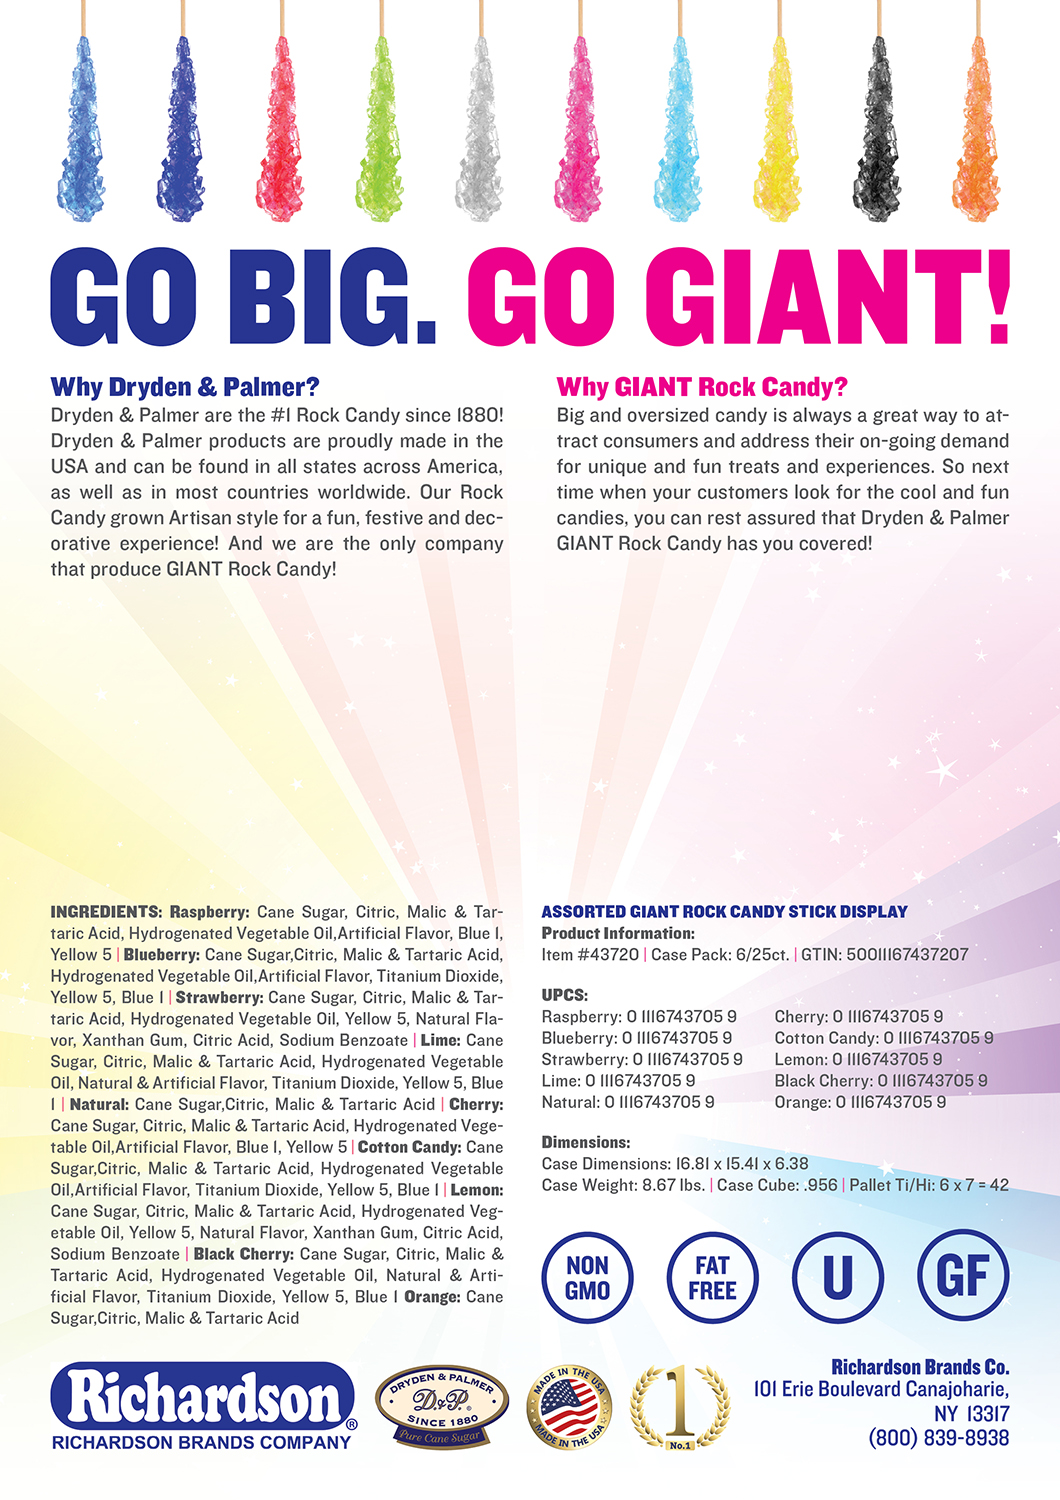 GO BIG. GO GIANT!
Why Dryden & Palmer?
Dryden & Palmer are the #1 Rock Candy since 1880!
Dryden & Palmer products are proudly made in the
USA and can be found in all states across America,
as well as in most countries worldwide. Our Rock
Candy grown Artisan style for a fun, festive and dec-
orative experience! And we are the only company
that produce GIANT Rock Candy!
Why GIANT Rock Candy?
Big and oversized candy is always a great way to at-
tract consumers and address their on-going demand
for unique and fun treats and experiences. So next
time when your customers look for the cool and fun
candies, you can rest assured that Dryden & Palmer
GIANT Rock Candy has you covered!
INGREDIENTS: Raspberry: Cane Sugar, Citric, Malic & Tar-
taric Acid, Hydrogenated Vegetable Oil,Artificial Flavor, Blue 1,
Yellow 5 | Blueberry: Cane Sugar,Citric, Malic & Tartaric Acid,
Hydrogenated Vegetable Oil,Artificial Flavor, Titanium Dioxide,
Yellow 5, Blue 1 | Strawberry: Cane Sugar, Citric, Malic & Tar-
taric Acid, Hydrogenated Vegetable Oil, Yellow 5, Natural Fla-
vor, Xanthan Gum, Citric Acid, Sodium Benzoate | Lime: Cane
Sugar, Citric, Malic & Tartaric Acid, Hydrogenated Vegetable
Oil, Natural & Artificial Flavor, Titanium Dioxide, Yellow 5, Blue
1 | Natural: Cane Sugar,Citric, Malic & Tartaric Acid | Cherry:
Cane Sugar, Citric, Malic & Tartaric Acid, Hydrogenated Vege-
table Oil,Artificial Flavor, Blue 1, Yellow 5 | Cotton Candy: Cane
Sugar,Citric, Malic & Tartaric Acid, Hydrogenated Vegetable
Oil,Artificial Flavor, Titanium Dioxide, Yellow 5, Blue 1 | Lemon:
Cane Sugar, Citric, Malic & Tartaric Acid, Hydrogenated Veg-
etable Oil, Yellow 5, Natural Flavor, Xanthan Gum, Citric Acid,
Sodium Benzoate | Black Cherry: Cane Sugar, Citric, Malic &
Tartaric Acid, Hydrogenated Vegetable Oil, Natural & Arti-
ficial Flavor, Titanium Dioxide, Yellow 5, Blue 1 Orange: Cane
Sugar,Citric, Malic & Tartaric Acid
ASSORTED GIANT ROCK CANDY STICK DISPLAY
Product Information:
Item #43720 | Case Pack: 6/25ct. | GTIN: 50011167437207
UPCS:
Raspberry: 0 1116743705 9
Blueberry: 0 1116743705 9
Strawberry: 0 1116743705 9
Lime: 0 1116743705 9
Natural: 0 1116743705 9
Cherry: 0 1116743705 9
Cotton Candy: 0 1116743705 9
Lemon: 0 1116743705 9
Black Cherry: 0 1116743705 9
Orange: 0 1116743705 9
Dimensions:
Case Dimensions: 16.81 x 15.41 x 6.38
Case Weight: 8.67 lbs. | Case Cube: .956 | Pallet Ti/Hi: 6 x 7 = 42
NON
GMO
FAT
FREE
U
GF
Richardson®
RICHARDSON BRANDS COMPANY
DRYDEN & PALMER
D.&P.®
SINCE 1880
Pure Cane Sugar
MADE IN THE USA
MADE IN THE USA
1
No.1
Richardson Brands Co.
101 Erie Boulevard Canajoharie,
NY 13317
(800) 839-8938